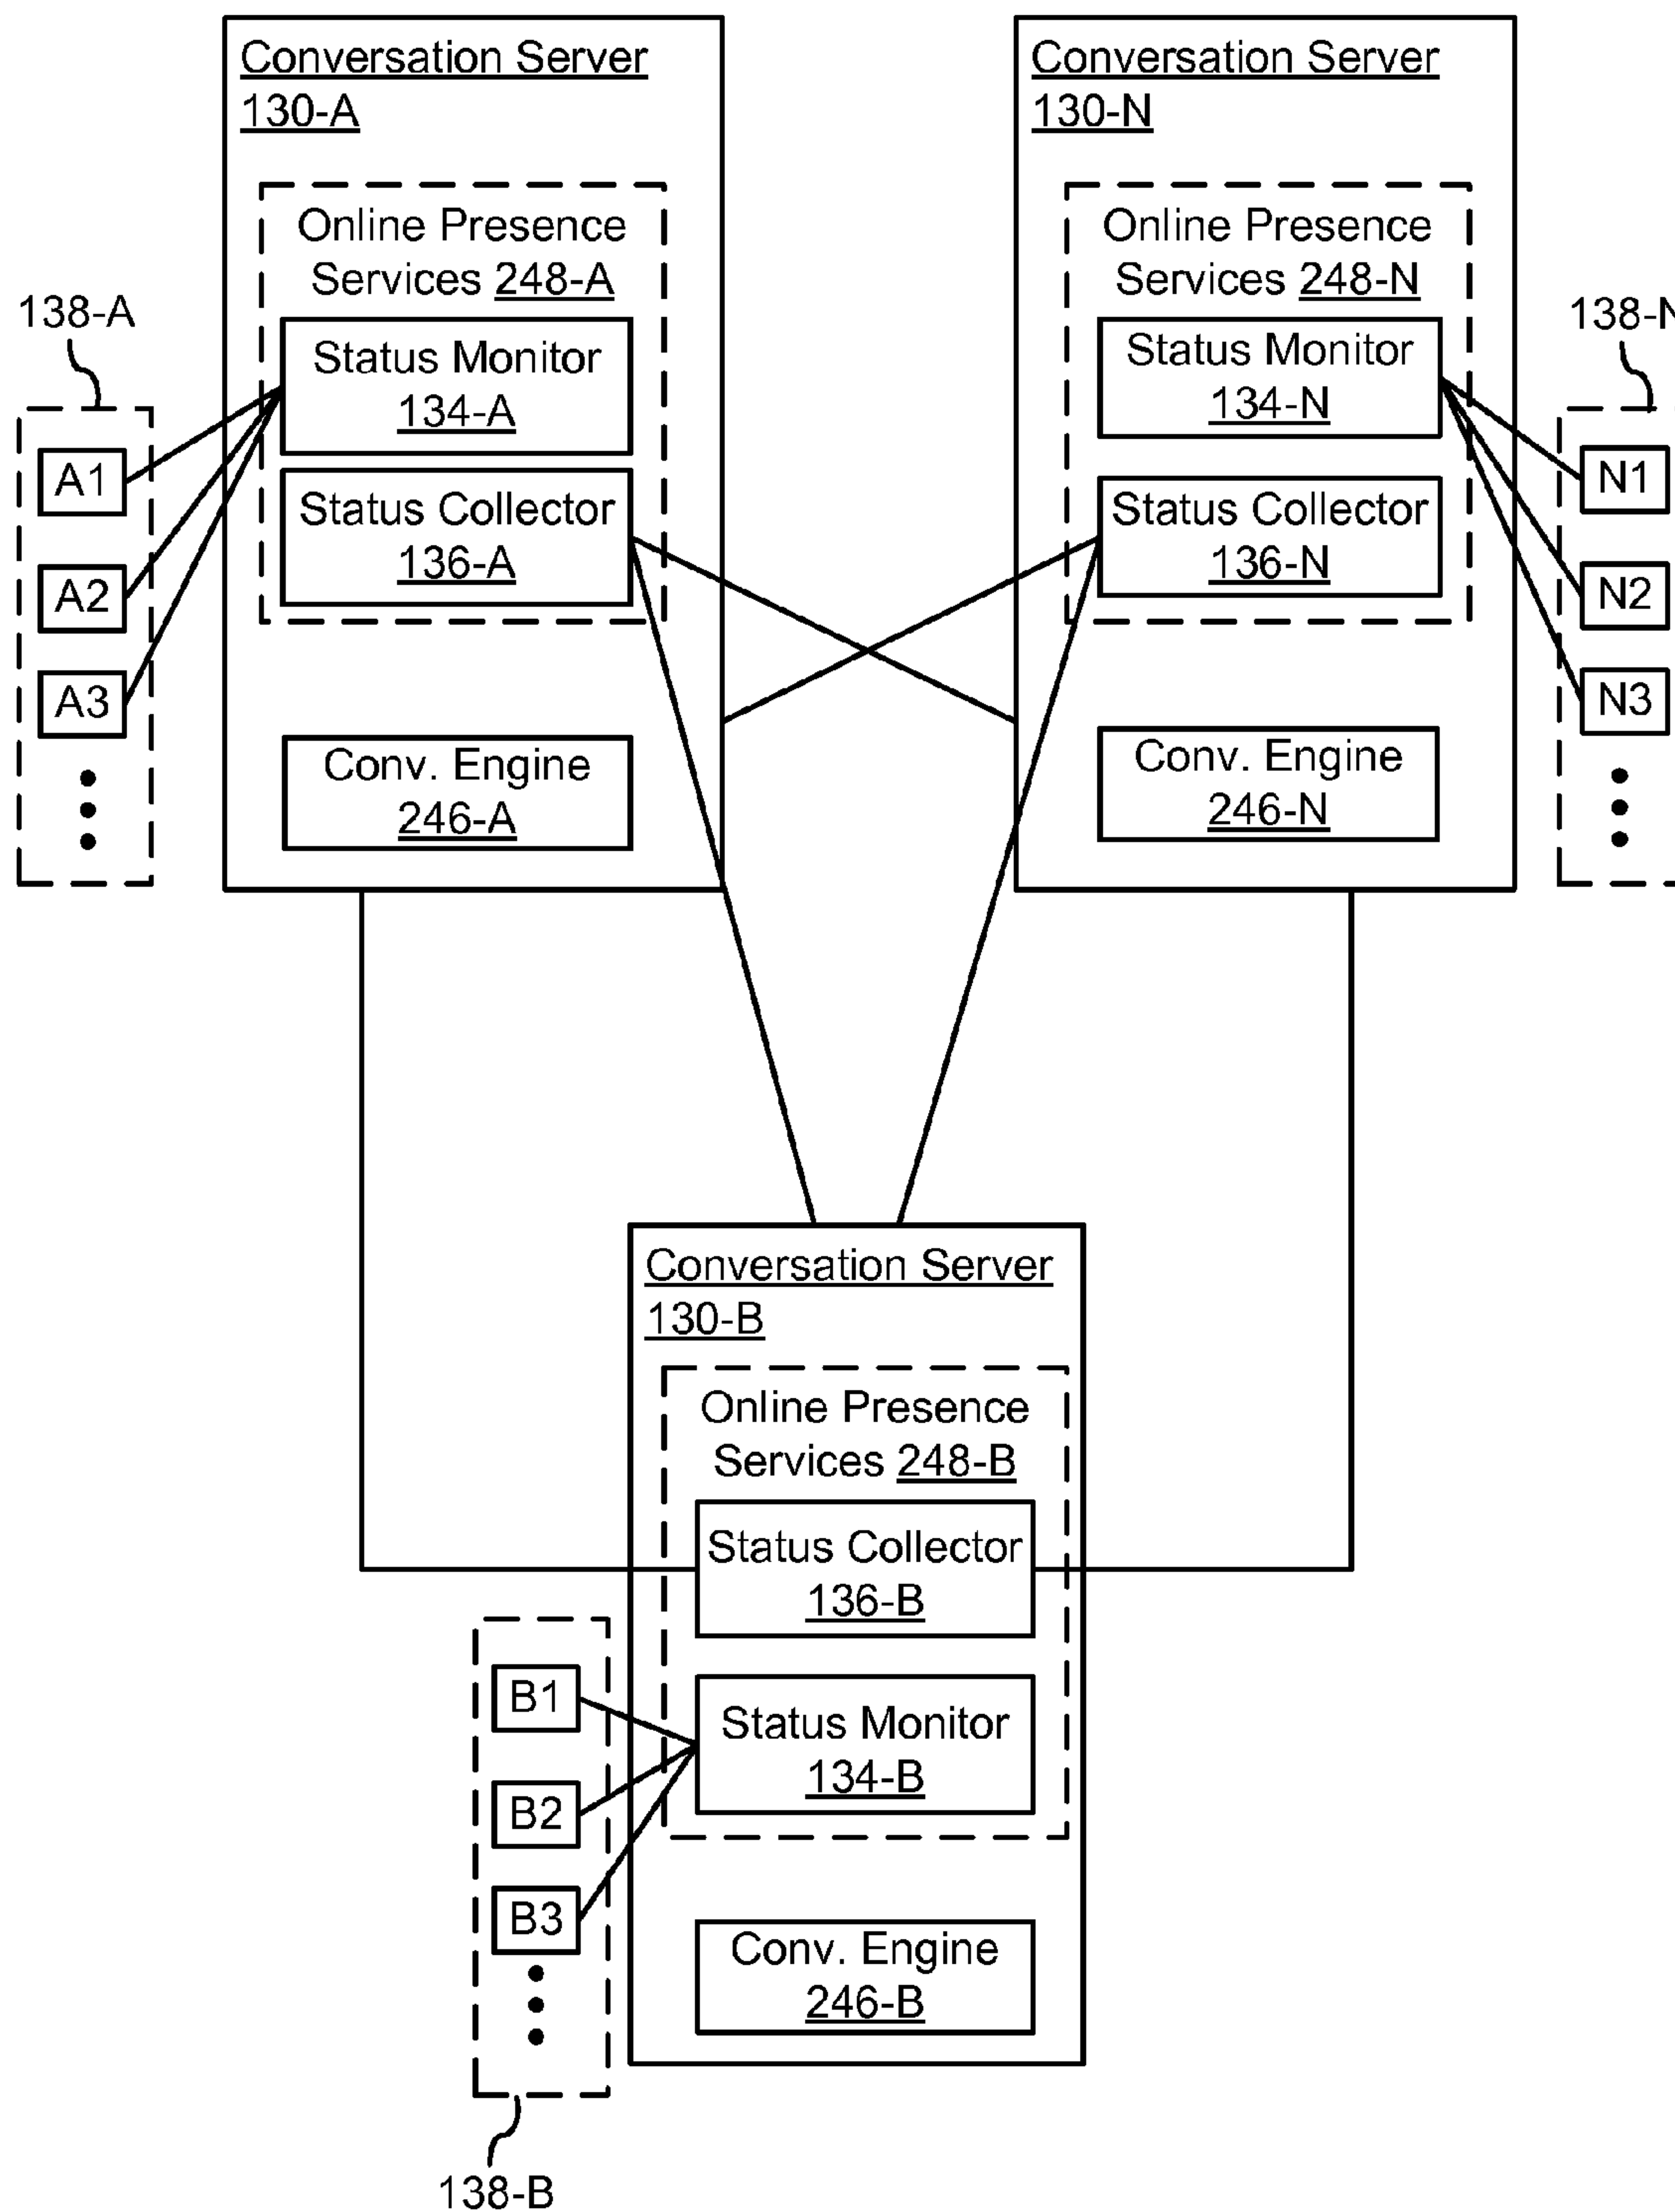 Conversation Server
130-A
Online Presence
Services 248-A
Status Monitor
134-A
Status Collector
136-A
Conv. Engine
246-A
138-A
A1
A2
A3
Conversation Server
130-N
Online Presence
Services 248-N
Status Monitor
134-N
Status Collector
136-N
Conv. Engine
246-N
138-N
N1
N2
N3
Conversation Server
130-B
Online Presence
Services 248-B
Status Collector
136-B
Status Monitor
134-B
Conv. Engine
246-B
B1
B2
B3
138-B